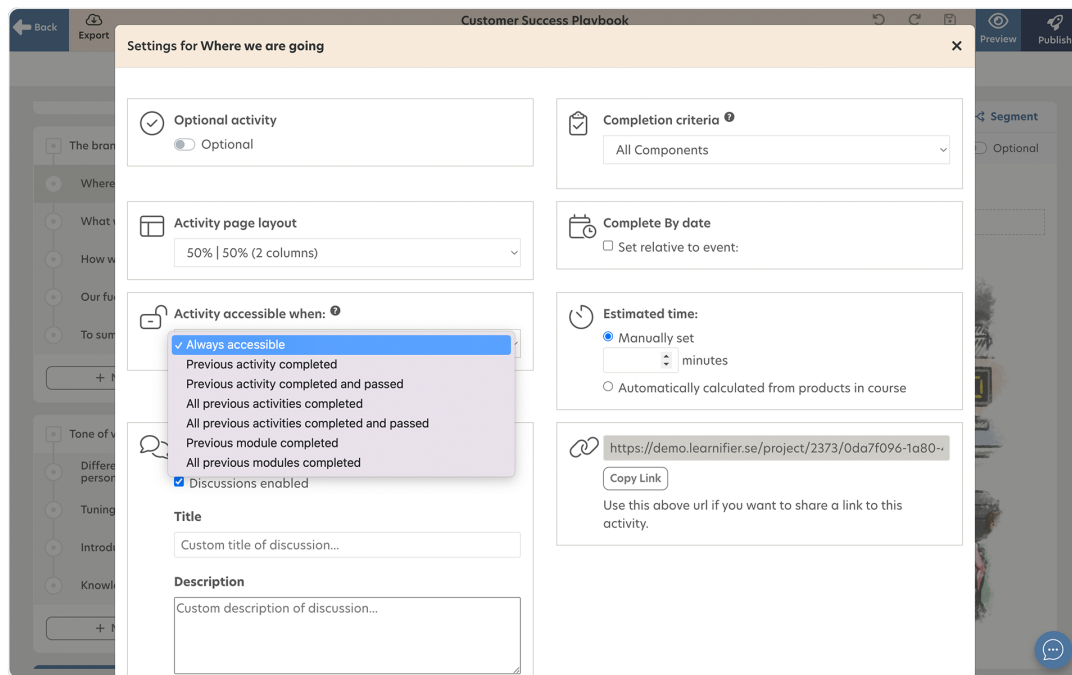 Back
Export
Customer Success Playbook
Preview
Publish
Settings for Where we are going
Optional activity
Optional
Completion criteria
All Components
Activity page layout
50% | 50% (2 columns)
Complete By date
Set relative to event:
Activity accessible when:
Always accessible
Previous activity completed
Previous activity completed and passed
All previous activities completed
All previous activities completed and passed
Previous module completed
All previous modules completed
Estimated time:
Manually set
minutes
Automatically calculated from products in course
Discussions enabled
Title
Custom title of discussion...
Description
Custom description of discussion...
https://demo.learnifier.se/project/2373/0da7f096-1a80-
Copy Link
Use this above url if you want to share a link to this
activity.
Segment
Optional
The bran
Where
What
How w
Our fu
To sum
Tone of
Differe
person
Tuning
Introdu
Knowl